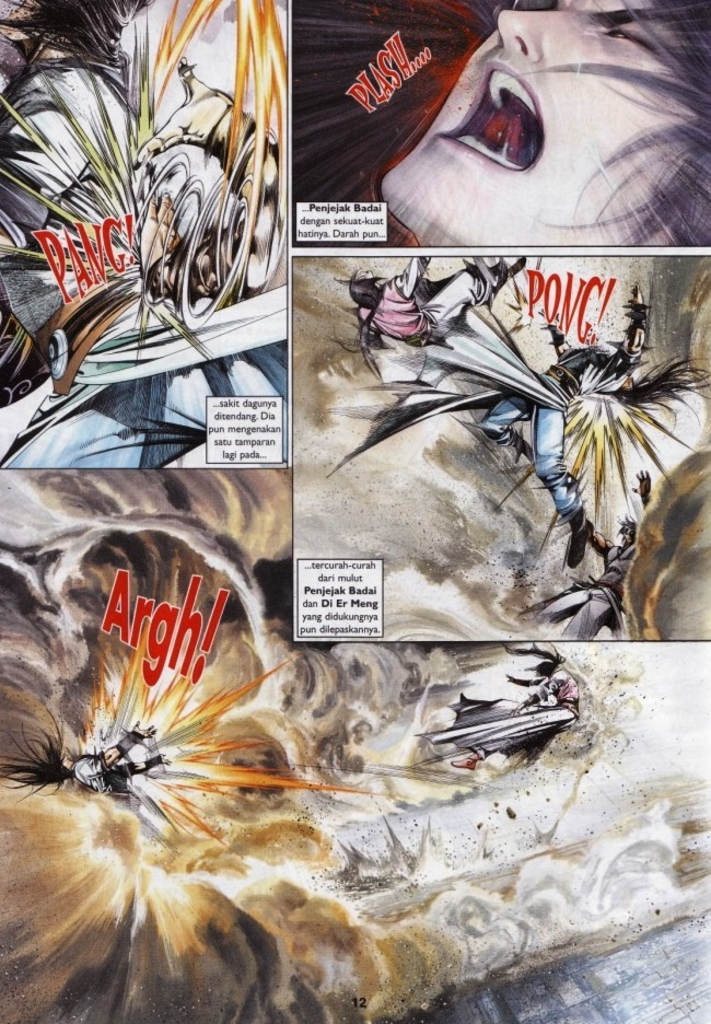 PANG!
...sakit dagunya
ditendang. Dia
pun mengenakan
satu tamparan
lagi pada...
PLASH!!.....
...Penjejak Badai
dengan sekuat-kuat
hatinya. Darah pun...
PONG!
...tercurah-curah
dari mulut
Penjejak Badai
dan Di Er Meng
yang didukungnya
pun dilepaskannya.
Argh!
12